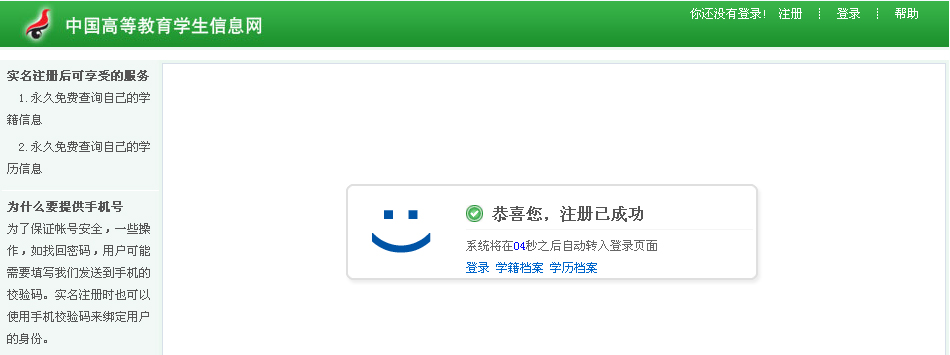 中国高等教育学生信息网
你还没有登录! 注册 ┊ 登录 ┊ 帮助
实名注册后可享受的服务
1.永久免费查询自己的学
籍信息
2.永久免费查询自己的学
历信息
为什么要提供手机号
为了保证帐号安全，一些操
作，如找回密码，用户可能
需要填写我们发送到手机的
校验码。实名注册时也可以
使用手机校验码来绑定用户
的身份。
恭喜您，注册已成功
系统将在04秒之后自动转入登录页面
登录 学籍档案 学历档案